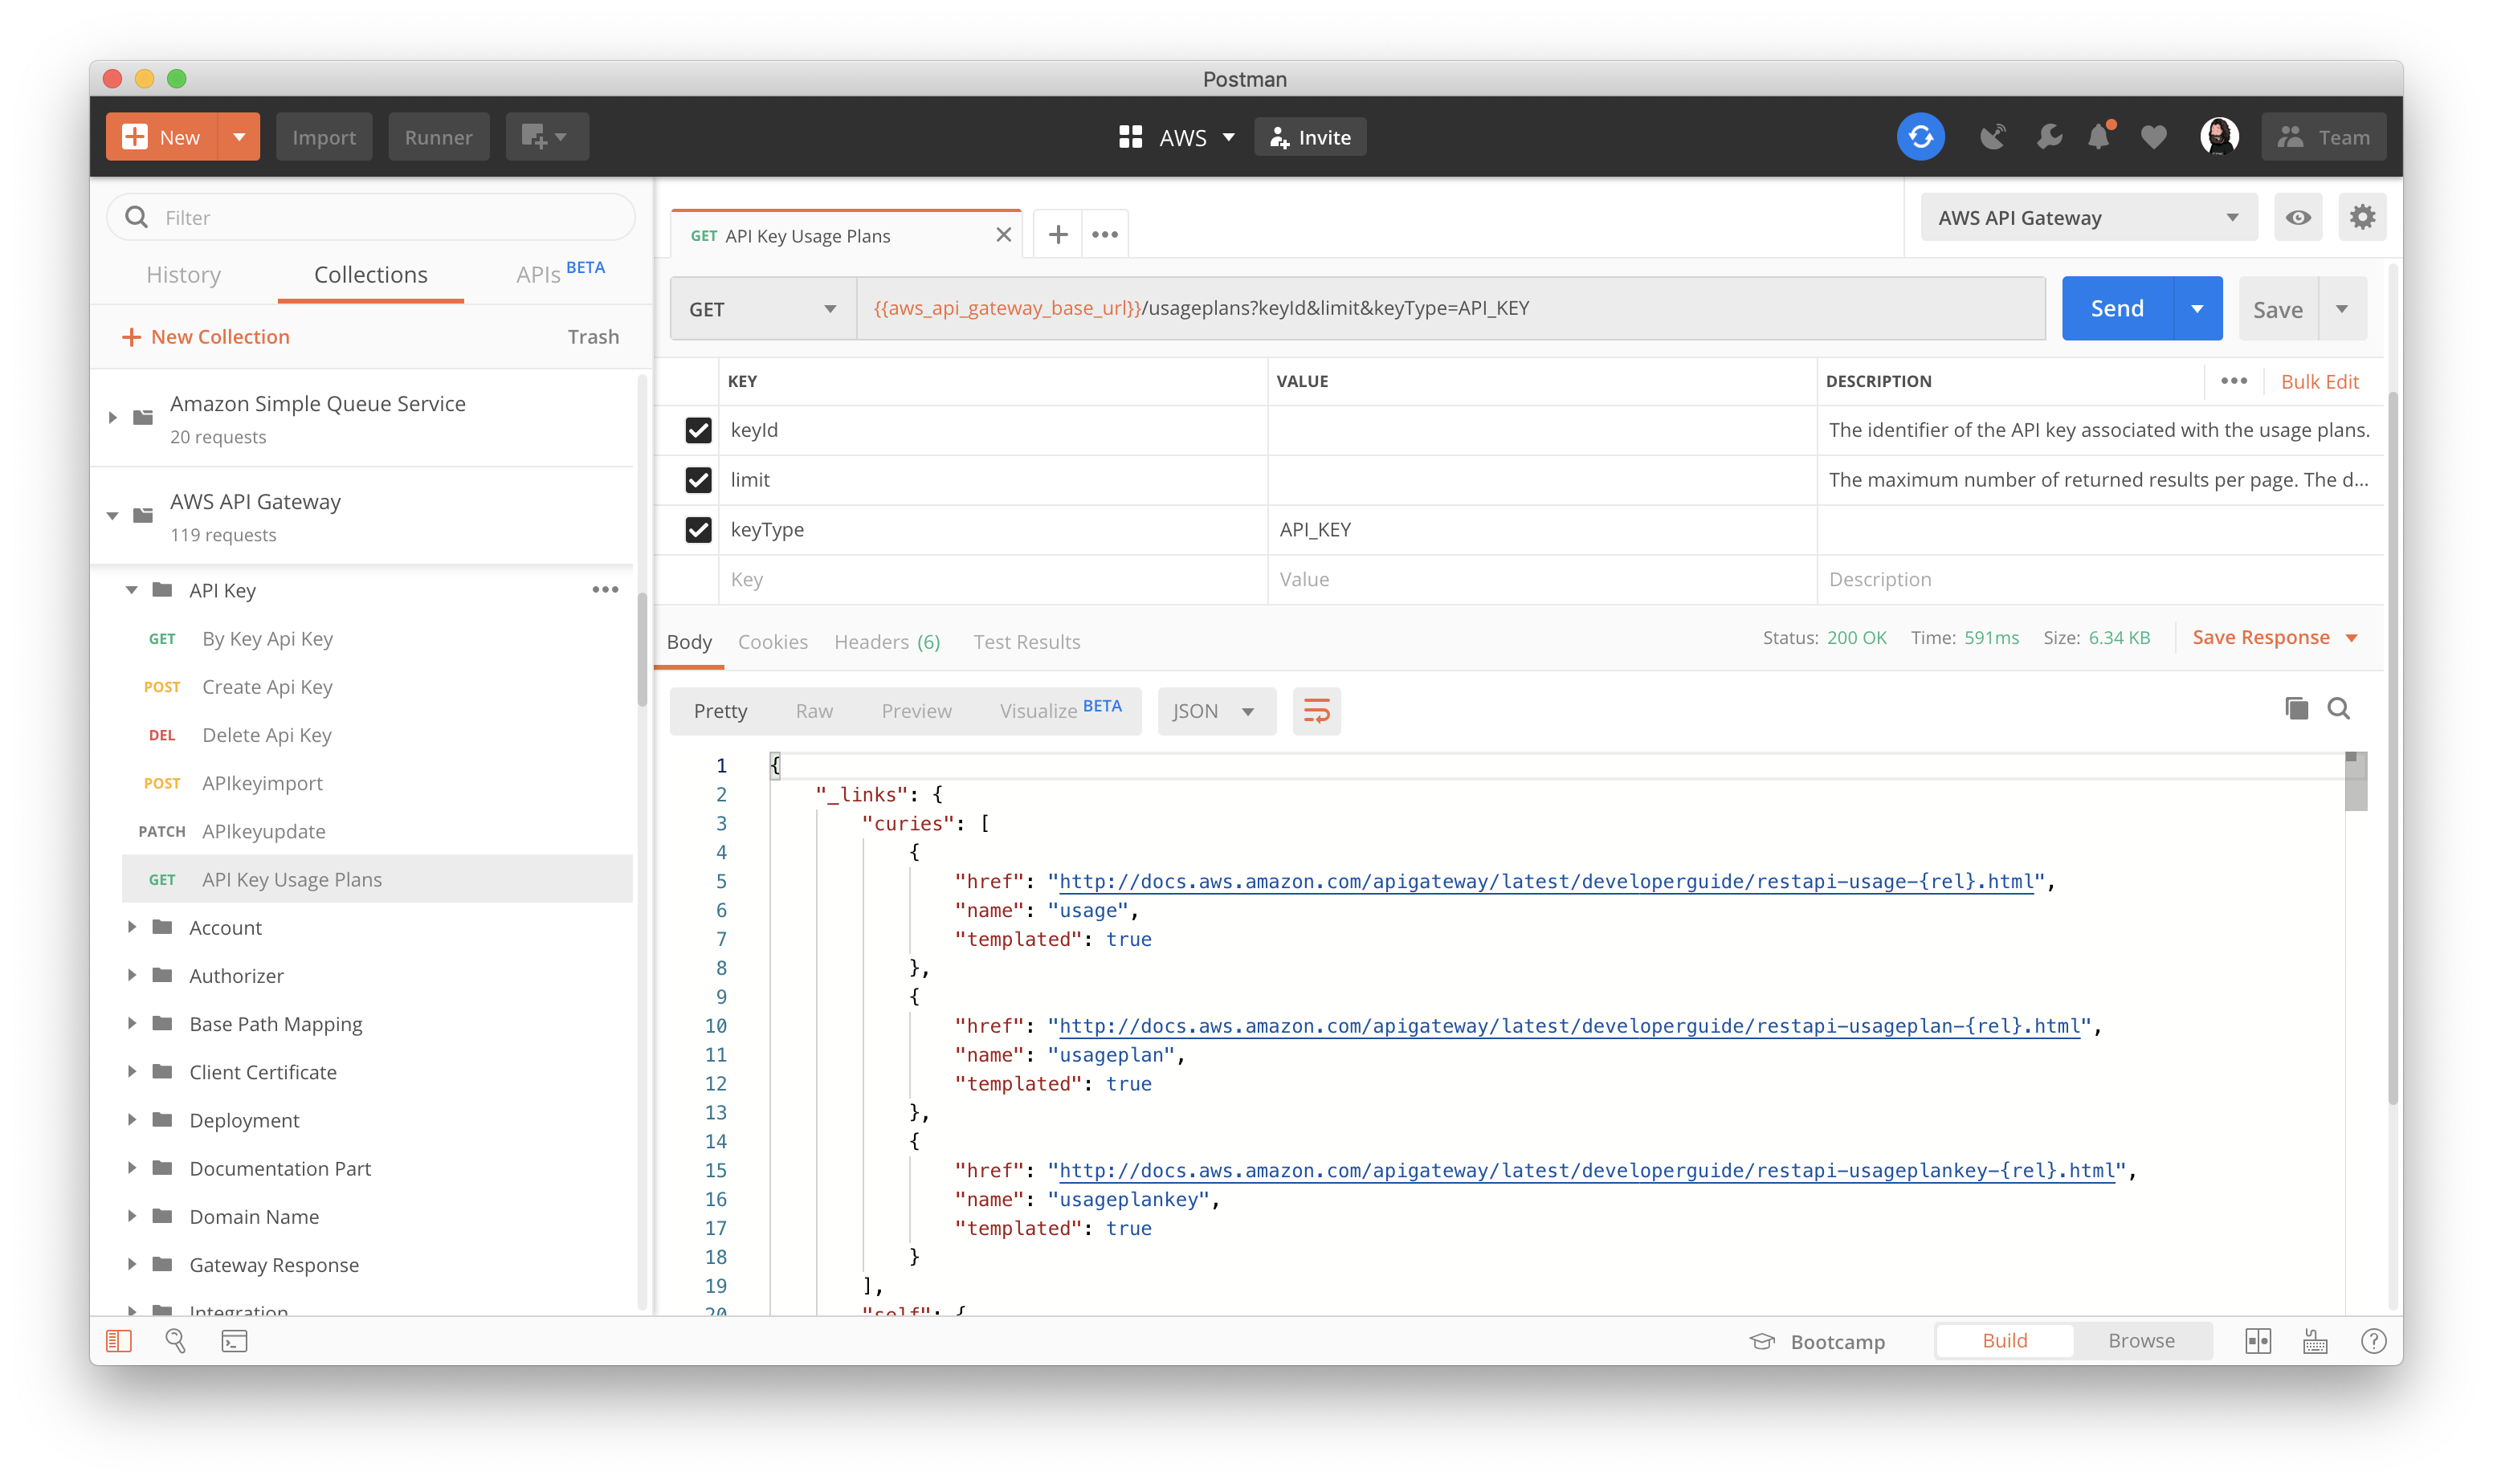 Postman
New
Import
Runner
AWS
Invite
Team
Filter
History
Collections
APIs BETA
+ New Collection
Trash
Amazon Simple Queue Service
20 requests
AWS API Gateway
119 requests
API Key
GET By Key Api Key
POST Create Api Key
DEL Delete Api Key
POST APIkeyimport
PATCH APIkeyupdate
GET API Key Usage Plans
Account
Authorizer
Base Path Mapping
Client Certificate
Deployment
Documentation Part
Domain Name
Gateway Response
Integration
GET API Key Usage Plans
AWS API Gateway
GET
{{aws_api_gateway_base_url}}/usageplans?keyId&limit&keyType=API_KEY
Send
Save
KEY VALUE DESCRIPTION
Bulk Edit
keyId The identifier of the API key associated with the usage plans.
limit The maximum number of returned results per page. The d...
keyType API_KEY
Key Value Description
Body Cookies Headers (6) Test Results
Status: 200 OK Time: 591ms Size: 6.34 KB
Save Response
Pretty Raw Preview Visualize BETA
JSON
1 {
2 "_links": {
3 "curies": [
4 {
5 "href": "http://docs.aws.amazon.com/apigateway/latest/developerguide/restapi-usage-{rel}.html",
6 "name": "usage",
7 "templated": true
8 },
9 {
10 "href": "http://docs.aws.amazon.com/apigateway/latest/developerguide/restapi-usageplan-{rel}.html",
11 "name": "usageplan",
12 "templated": true
13 },
14 {
15 "href": "http://docs.aws.amazon.com/apigateway/latest/developerguide/restapi-usageplankey-{rel}.html",
16 "name": "usageplankey",
17 "templated": true
18 }
19 ],
20 "self": {
Bootcamp
Build
Browse